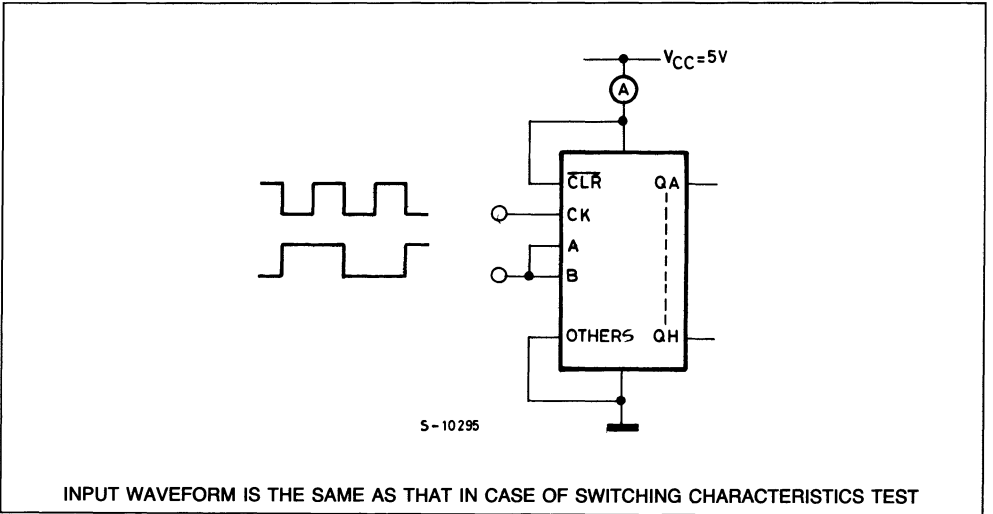 VCC=5V
A
CLR QA
CK
A
B
OTHERS QH
S-10295
INPUT WAVEFORM IS THE SAME AS THAT IN CASE OF SWITCHING CHARACTERISTICS TEST